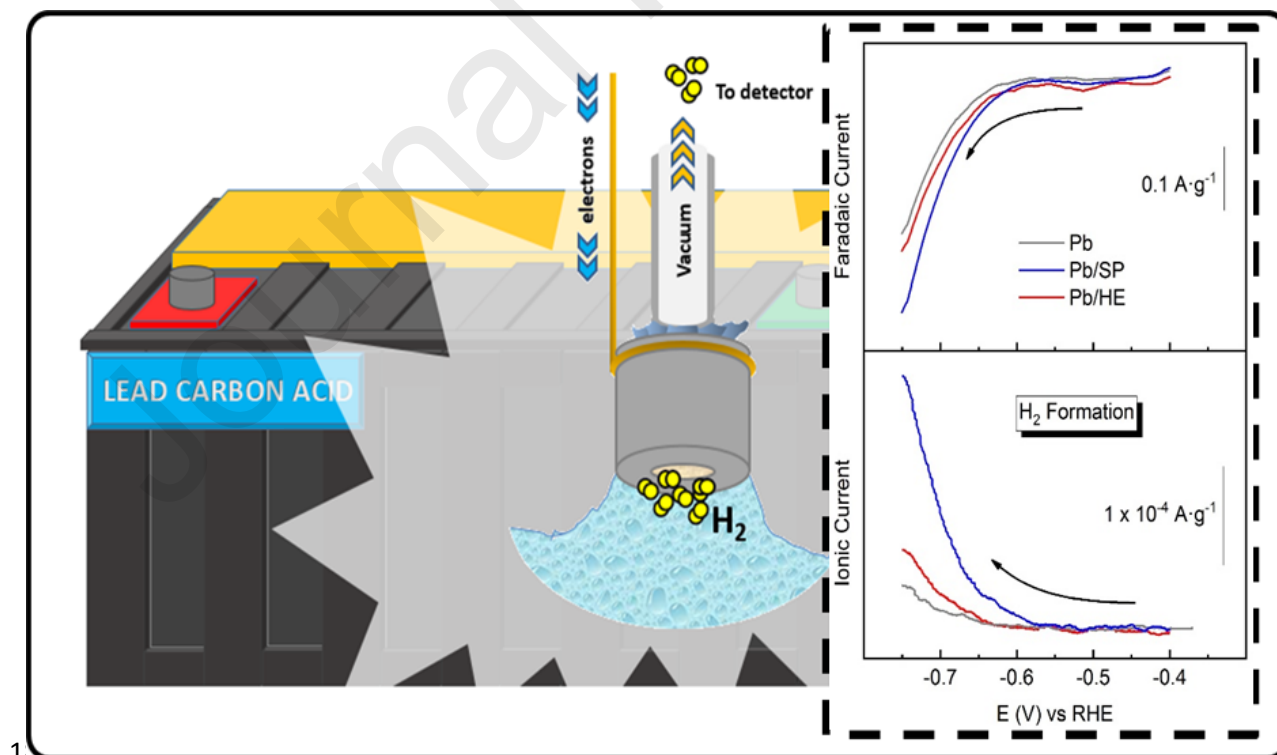 Journal
To detector
electrons
Vacuum
LEAD CARBON ACID
H₂
Faradaic Current
0.1 A·g⁻¹
Pb
Pb/SP
Pb/HE
Ionic Current
H₂ Formation
1 x 10⁻⁴ A·g⁻¹
-0.7 -0.6 -0.5 -0.4
E (V) vs RHE
1